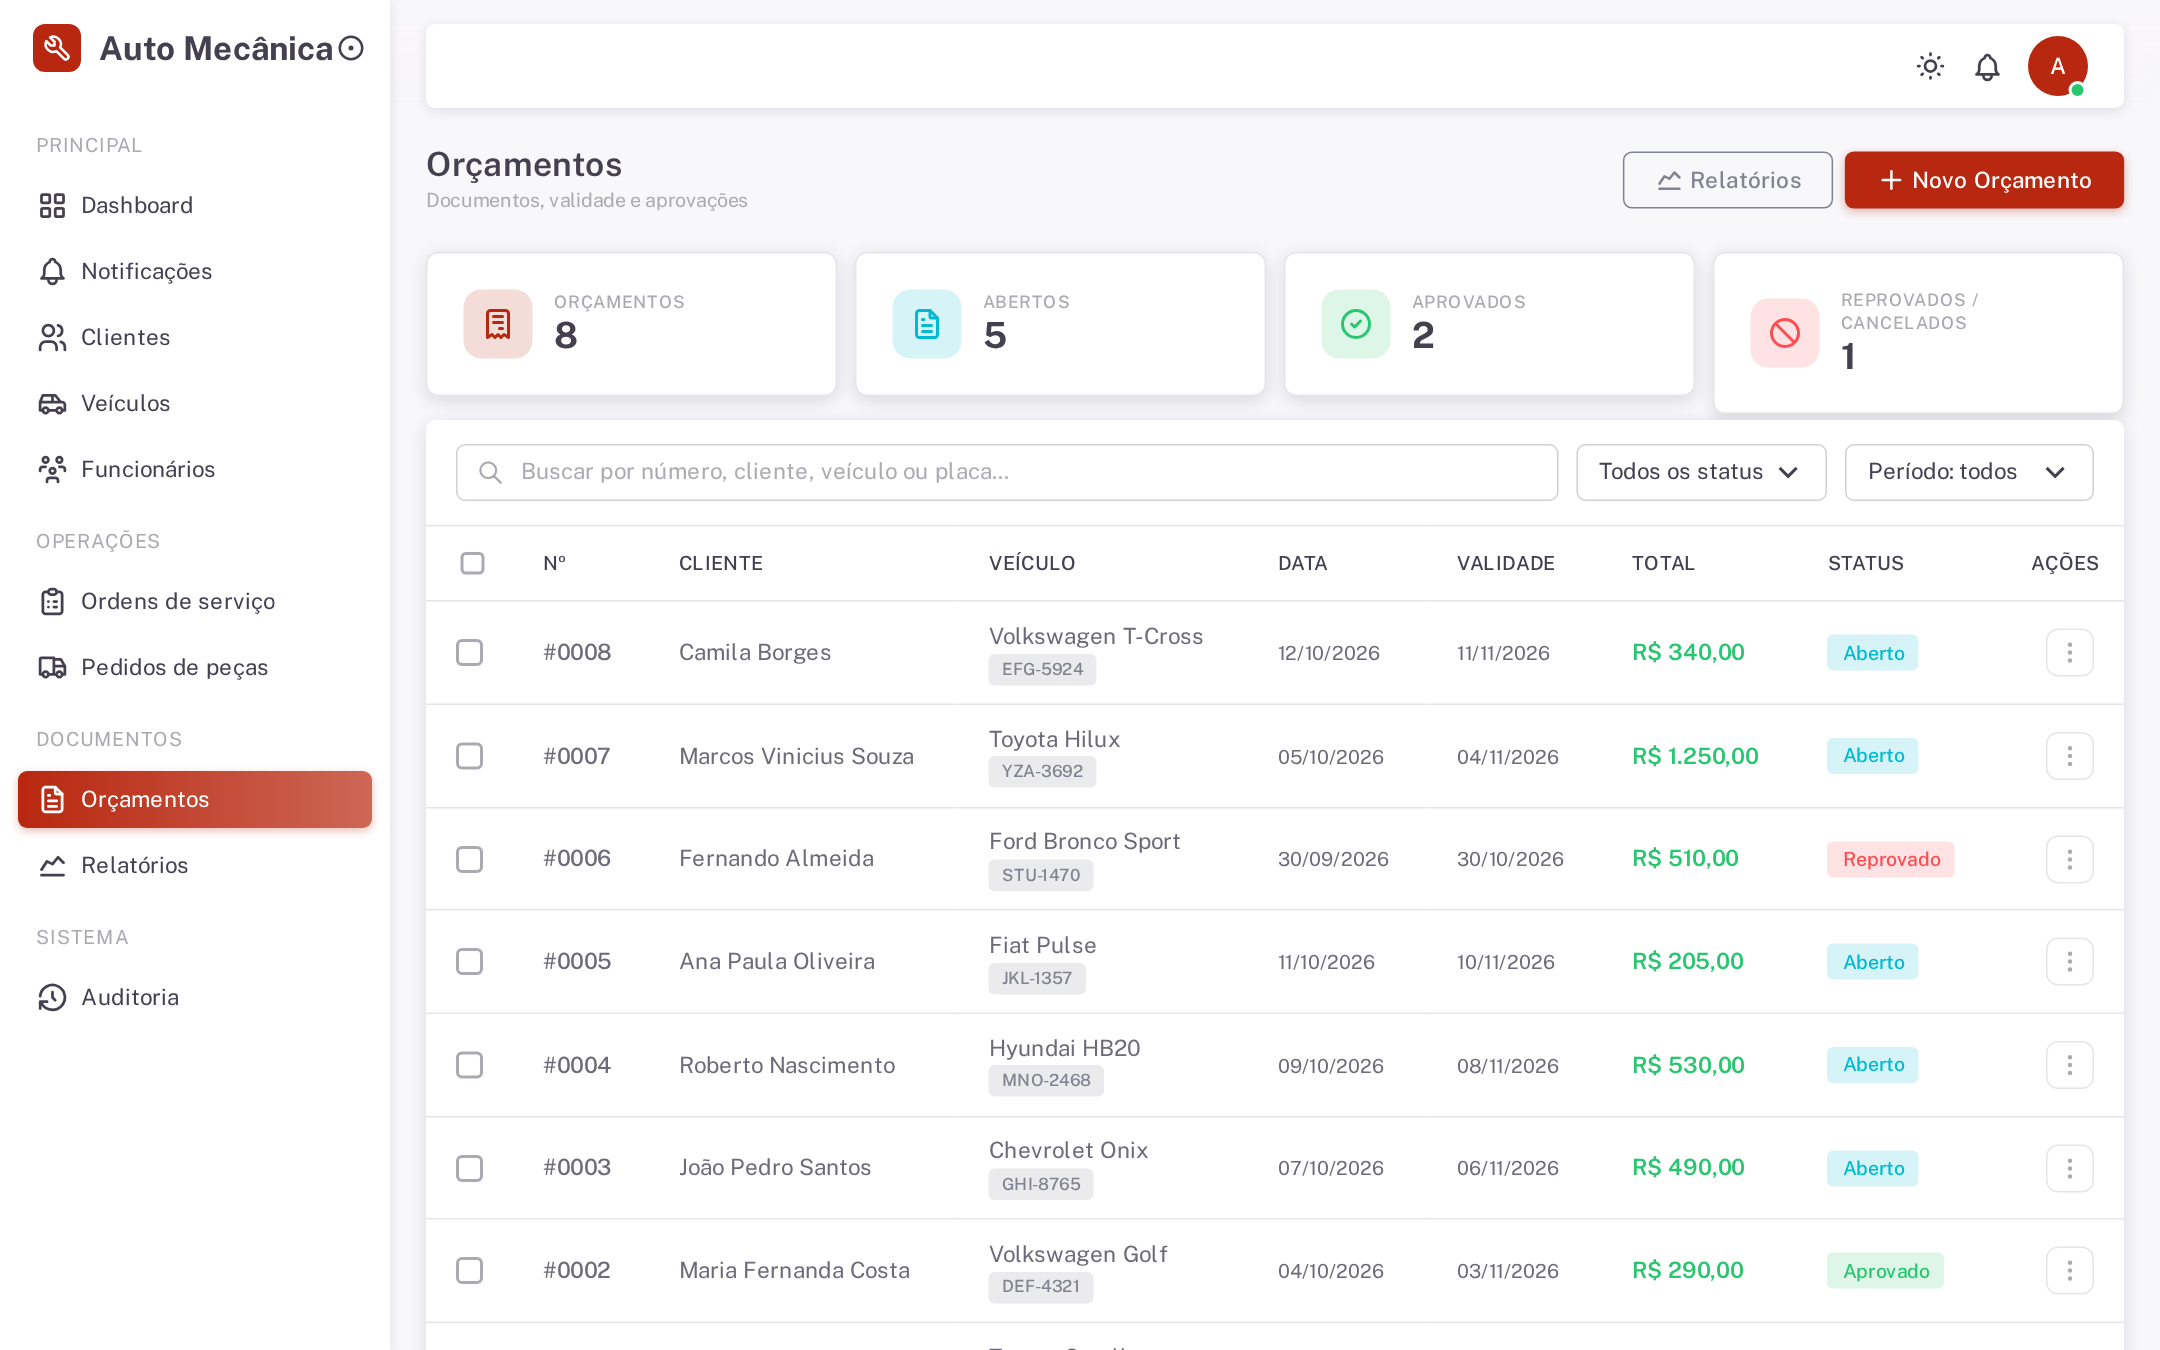 Auto Mecânica
PRINCIPAL
Dashboard
Notificações
Clientes
Veículos
Funcionários
OPERAÇÕES
Ordens de serviço
Pedidos de peças
DOCUMENTOS
Orçamentos
Relatórios
SISTEMA
Auditoria
A
Orçamentos
Documentos, validade e aprovações
Relatórios
Novo Orçamento
ORÇAMENTOS
8
ABERTOS
5
APROVADOS
2
REPROVADOS /
CANCELADOS
1
Buscar por número, cliente, veículo ou placa...
Todos os status
Período: todos
Nº CLIENTE VEÍCULO DATA VALIDADE TOTAL STATUS AÇÕES
#0008 Camila Borges Volkswagen T-Cross 12/10/2026 11/11/2026 R$ 340,00 Aberto
EFG-5924
#0007 Marcos Vinicius Souza Toyota Hilux 05/10/2026 04/11/2026 R$ 1.250,00 Aberto
YZA-3692
#0006 Fernando Almeida Ford Bronco Sport 30/09/2026 30/10/2026 R$ 510,00 Reprovado
STU-1470
#0005 Ana Paula Oliveira Fiat Pulse 11/10/2026 10/11/2026 R$ 205,00 Aberto
JKL-1357
#0004 Roberto Nascimento Hyundai HB20 09/10/2026 08/11/2026 R$ 530,00 Aberto
MNO-2468
#0003 João Pedro Santos Chevrolet Onix 07/10/2026 06/11/2026 R$ 490,00 Aberto
GHI-8765
#0002 Maria Fernanda Costa Volkswagen Golf 04/10/2026 03/11/2026 R$ 290,00 Aprovado
DEF-4321